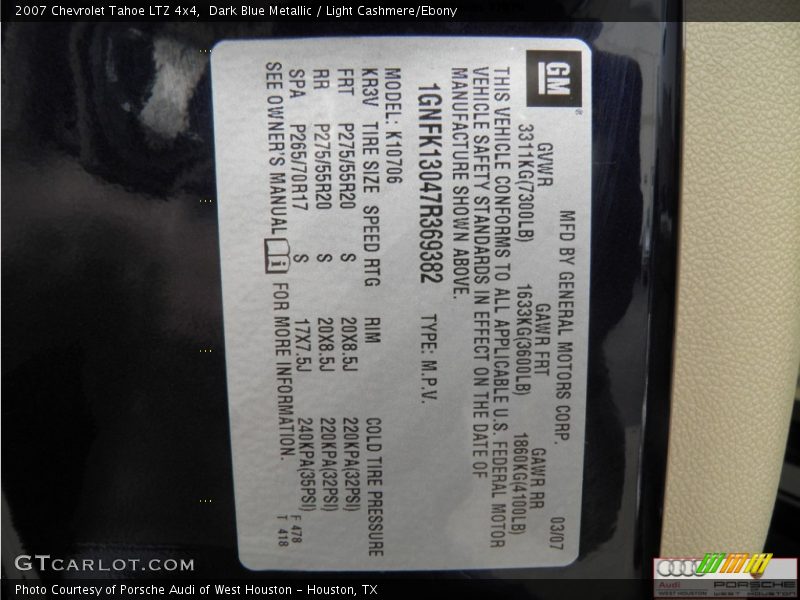 2007 Chevrolet Tahoe LTZ 4x4, Dark Blue Metallic / Light Cashmere/Ebony
GM
MFD BY GENERAL MOTORS CORP. 03/07
GVWR GAWR FRT GAWR RR
3311KG(7300LB) 1633KG(3600LB) 1860KG(4100LB)
THIS VEHICLE CONFORMS TO ALL APPLICABLE U.S. FEDERAL MOTOR
VEHICLE SAFETY STANDARDS IN EFFECT ON THE DATE OF
MANUFACTURE SHOWN ABOVE.
1GNFK13047R369382 TYPE: M.P.V.
MODEL: K10706
KR3V TIRE SIZE SPEED RTG RIM COLD TIRE PRESSURE
FRT P275/55R20 S 20X8.5J 220KPA(32PSI)
RR P275/55R20 S 20X8.5J 220KPA(32PSI)
SPA P265/70R17 S 17X7.5J 240KPA(35PSI)
SEE OWNER'S MANUAL FOR MORE INFORMATION.
F 478
T 418
GTCARLOT.COM
Audi PORSCHE
WEST HOUSTON WEST HOUSTON
Photo Courtesy of Porsche Audi of West Houston - Houston, TX